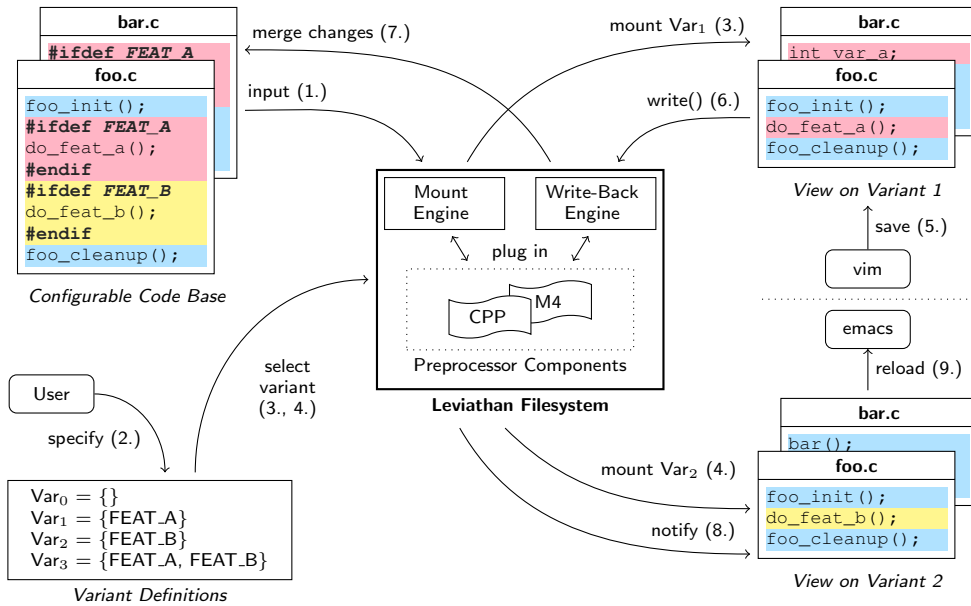 bar.c
#ifdef FEAT_A
foo.c
foo_init();
#ifdef FEAT_A
do_feat_a();
#endif
#ifdef FEAT_B
do_feat_b();
#endif
foo_cleanup();
Configurable Code Base
merge changes (7.)
input (1.)
mount Var₁ (3.)
write() (6.)
bar.c
int var_a;
foo.c
foo_init();
do_feat_a();
foo_cleanup();
View on Variant 1
save (5.)
vim
Mount
Engine
Write-Back
Engine
plug in
CPP
M4
Preprocessor Components
Leviathan Filesystem
User
specify (2.)
select
variant
(3., 4.)
Var₀ = {}
Var₁ = {FEAT_A}
Var₂ = {FEAT_B}
Var₃ = {FEAT_A, FEAT_B}
Variant Definitions
emacs
reload (9.)
mount Var₂ (4.)
notify (8.)
bar.c
bar();
foo.c
foo_init();
do_feat_b();
foo_cleanup();
View on Variant 2